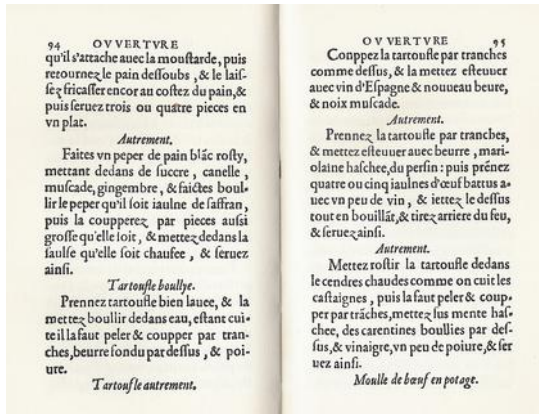 94 OVVERTVRE
qu'il s'attache auec la moustarde, puis
retournez le pain dessoubs, & le lais-
sez fricasser encor au costez du pain, &
puis seruez trois ou quatre pieces en
vn plat.
Autrement.
Faites vn peper de pain blāc rosty,
mettant dedans de succre, canelle,
muscade, gingembre, & faictes boul-
lir le peper qu'il soit iaulne de saffran,
puis la coupperez par pieces aussi
grosse qu'elle soit, & mettez dedans la
saulse qu'elle soit chaufee, & seruez
ainsi.
Tartoufle boullye.
Prennez tartoufle bien lauee, & la
mettez boullir dedans eau, estant cui-
te il la faut peler & coupper par tran-
ches, beurre fondu par dessus, & poi-
ure.
Tartoufle autrement.
OVVERTVRE 95
Conppez la tartoufle par tranches
comme dessus, & la mettez esteuuer
auec vin d'Espagne & nouueau beure,
& noix muscade.
Autrement.
Prennez la tartoufle par tranches,
& mettez esteuuer auec beurre, mari-
olaine haschee, du persin: puis prénez
quatre ou cinq iaulnes d'œuf battus a-
uec vn peu de vin, & iettez le dessus
tout en bouillāt, & tirez arriere du feu,
& seruez ainsi.
Autrement.
Mettez rostir la tartoufle dedans
le cendres chaudes comme on cuit les
castaignes, puis la faut peler & coup-
per par trāches, mettez sus mente has-
chee, des carentines boullies par des-
sus, & vinaigre, vn peu de poiure, & ser
uez ainsi.
Moulle de bœuf en potage.